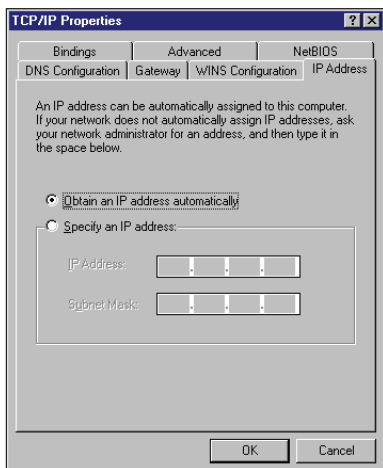 TCP/IP Properties
? X
Bindings Advanced NetBIOS
DNS Configuration Gateway WINS Configuration IP Address
An IP address can be automatically assigned to this computer.
If your network does not automatically assign IP addresses, ask
your network administrator for an address, and then type it in
the space below.
Obtain an IP address automatically
Specify an IP address:
IP Address:
. . .
Subnet Mask:
. . .
OK Cancel